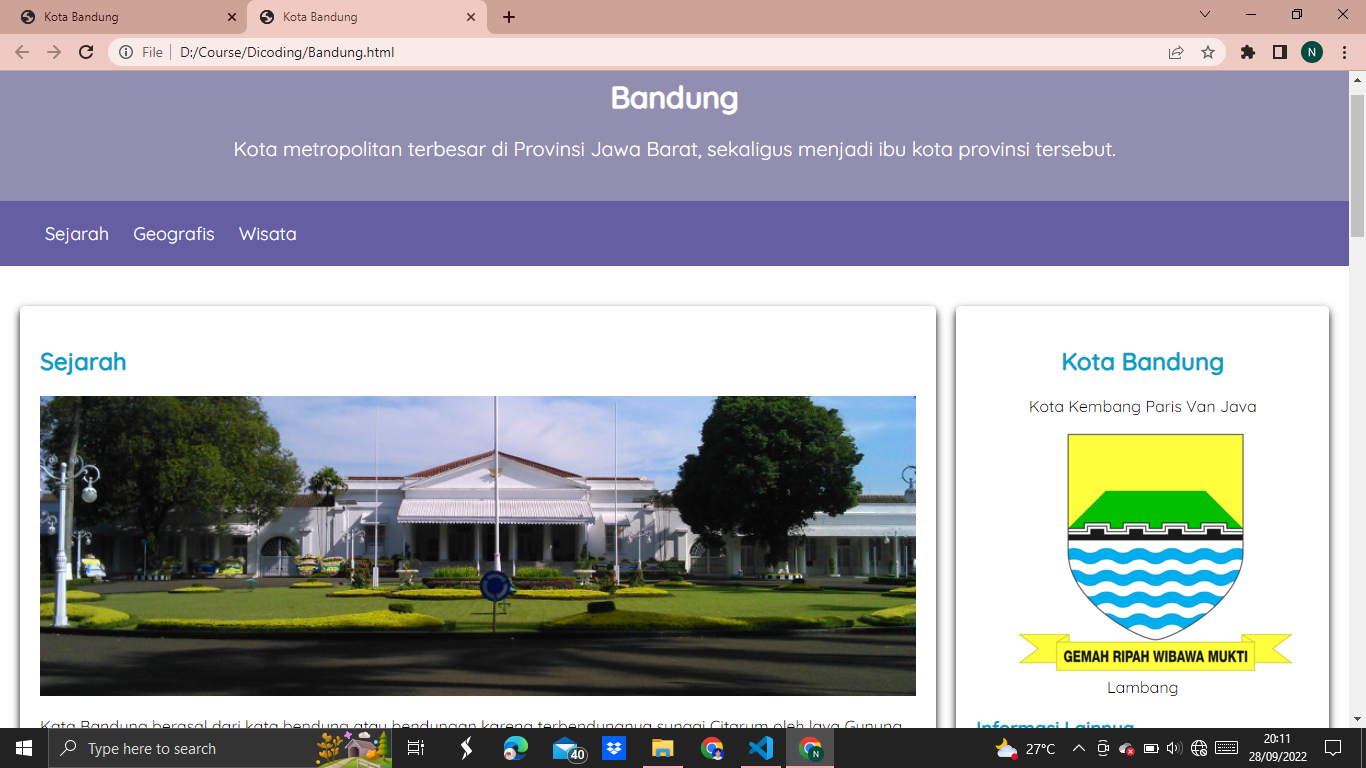 Kota Bandung
Kota Bandung
File
D:/Course/Dicoding/Bandung.html
N
Bandung
Kota metropolitan terbesar di Provinsi Jawa Barat, sekaligus menjadi ibu kota provinsi tersebut.
Sejarah Geografis Wisata
Sejarah
Kata Bandung berasal dari kata bendung atau bendungan karena terbendungnya sungai Citarum oleh lava Gunung
Kota Bandung
Kota Kembang Paris Van Java
GEMAH RIPAH WIBAWA MUKTI
Lambang
Informasi Lainnya
Type here to search
40
N
27°C
20:11
28/09/2022